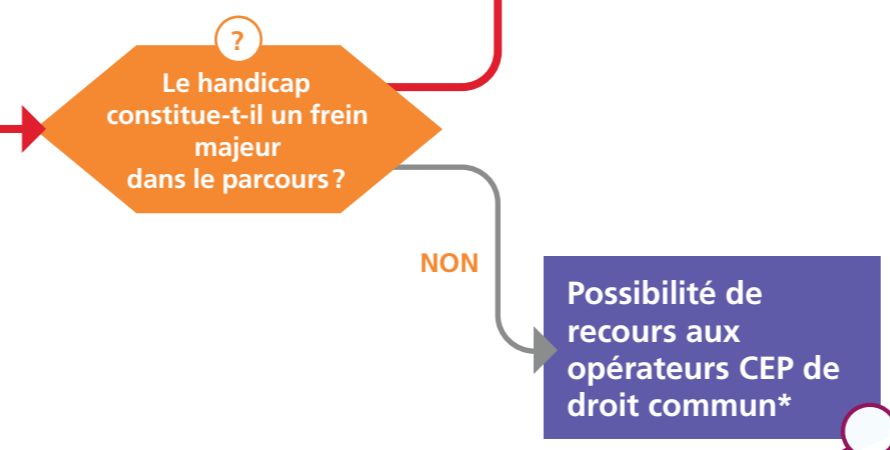 ?
Le handicap
constitue-t-il un frein
majeur
dans le parcours ?
NON
Possibilité de
recours aux
opérateurs CEP de
droit commun*